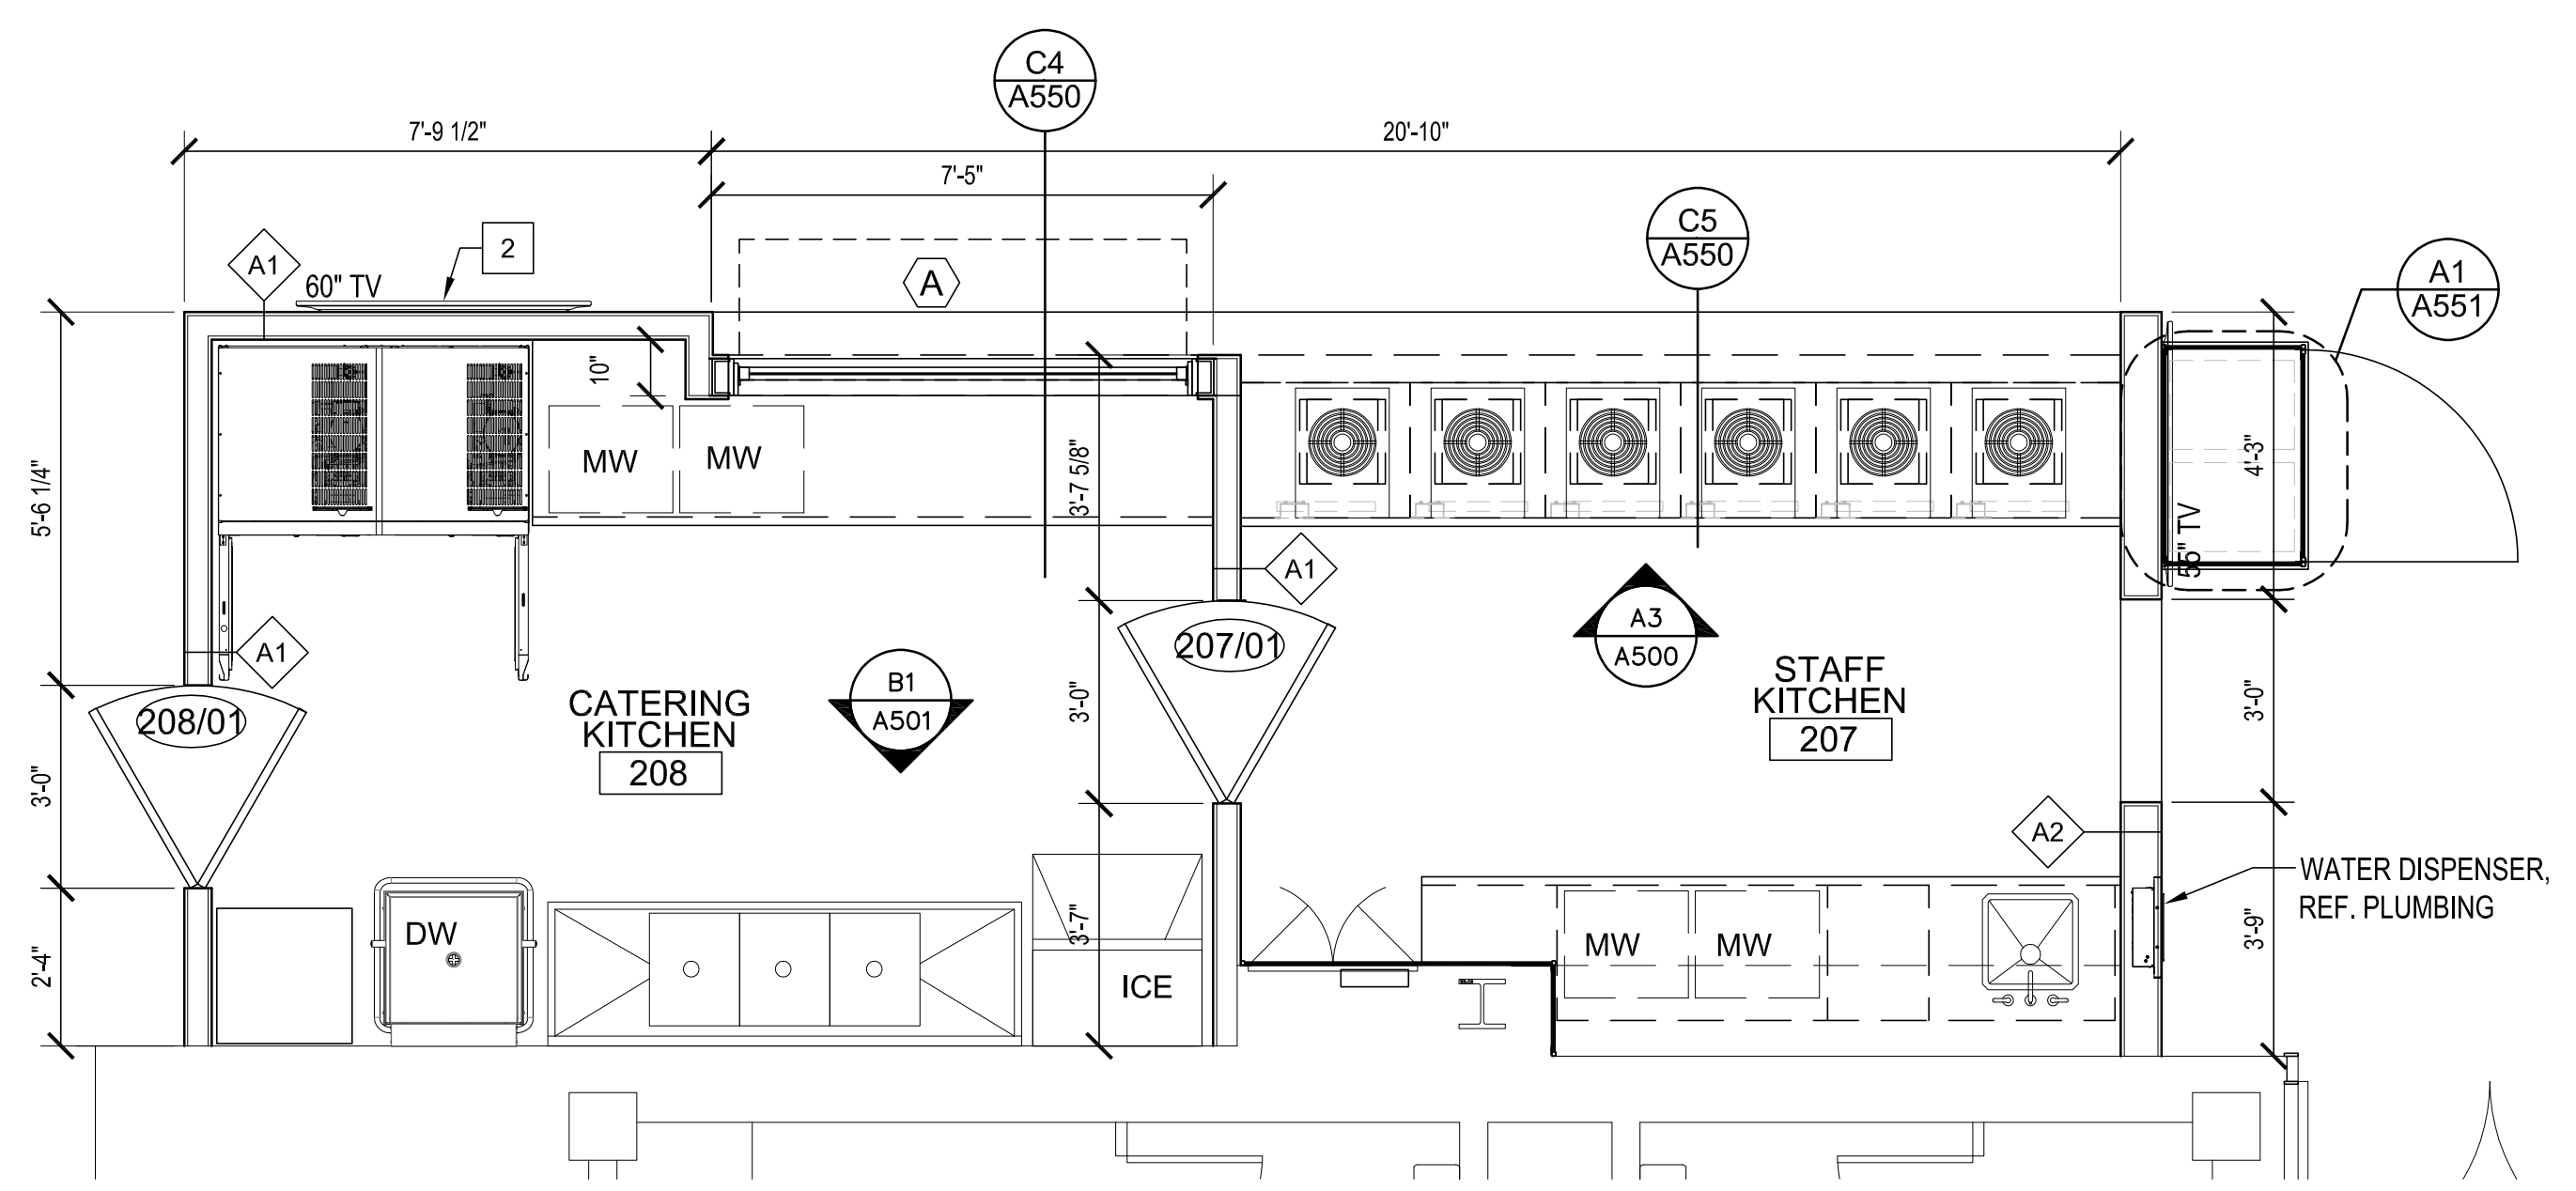 C4
A550
7'-9 1/2"
20'-10"
7'-5"
C5
A550
2
A1
60" TV
A
A1
A551
10"
MW
MW
5'-6 1/4"
3'-7 5/8"
4'-3"
55" TV
A1
A1
207/01
A3
A500
208/01
CATERING
KITCHEN
208
B1
A501
STAFF
KITCHEN
207
3'-0"
3'-0"
3'-0"
A2
WATER DISPENSER,
REF. PLUMBING
2'-4"
DW
3'-7"
ICE
MW
MW
3'-9"